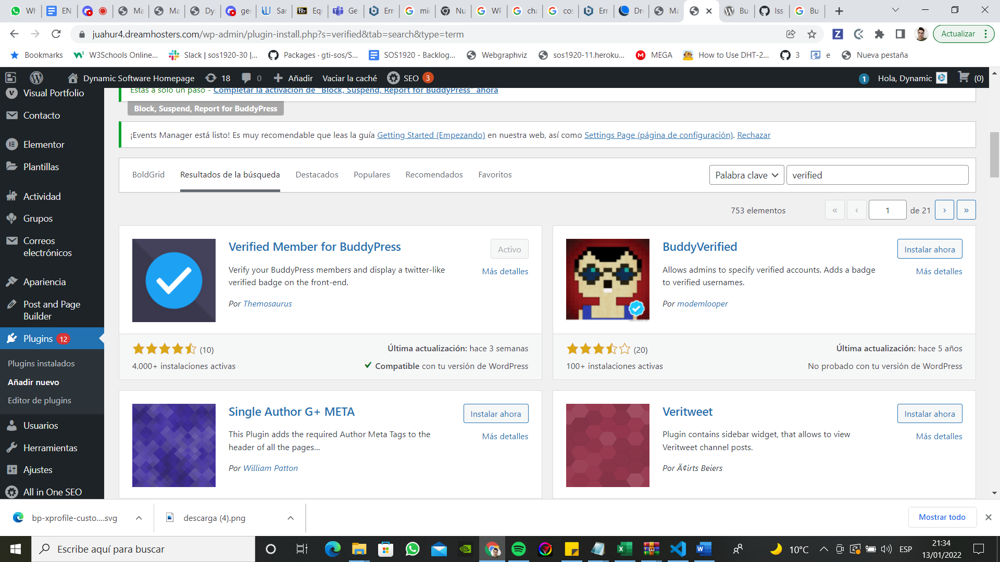 Wh
EN
Ma
Ma
Dy
ge
Sar
Equ
Ge
Err
mi
Nu
WF
cha
cos
Err
Dre
Ma
Bu
Iss
Bu
juahur4.dreamhosters.com/wp-admin/plugin-install.php?s=verified&tab=search&type=term
Actualizar
Bookmarks
W3Schools Online...
Slack | sos1920-30 |...
Packages · gti-sos/S...
SOS1920 - Backlog...
Webgraphviz
sos1920-11.heroku...
MEGA
How to Use DHT-2...
3
e
Nueva pestaña
Dynamic Software Homepage
18
0
Añadir
Vaciar la caché
SEO 3
1
Hola, Dynamic
(0)
Visual Portfolio
Contacto
Elementor
Plantillas
Actividad
Grupos
Correos
electrónicos
Apariencia
Post and Page
Builder
Plugins 12
Plugins instalados
Añadir nuevo
Editor de plugins
Usuarios
Herramientas
Ajustes
All in One SEO
Estás a sólo un paso - Completar la activación de "Block, Suspend, Report for BuddyPress" ahora
Block, Suspend, Report for BuddyPress
¡Events Manager está listo! Es muy recomendable que leas la guía Getting Started (Empezando) en nuestra web, así como Settings Page (página de configuración). Rechazar
BoldGrid
Resultados de la búsqueda
Destacados
Populares
Recomendados
Favoritos
Palabra clave
verified
753 elementos
«
‹
1
de 21
›
»
Verified Member for BuddyPress
Activo
Más detalles
Verify your BuddyPress members and display a twitter-like
verified badge on the front-end.
Por Themosaurus
(10)
4.000+ instalaciones activas
Última actualización: hace 3 semanas
Compatible con tu versión de WordPress
BuddyVerified
Instalar ahora
Más detalles
Allows admins to specify verified accounts. Adds a badge
to verified usernames.
Por modemlooper
(20)
100+ instalaciones activas
Última actualización: hace 5 años
No probado con tu versión de WordPress
Single Author G+ META
Instalar ahora
Más detalles
This Plugin adds the required Author Meta Tags to the
header of all the pages...
Por William Patton
Veritweet
Instalar ahora
Más detalles
Plugin contains sidebar widget, that allows to view
Veritweet channel posts.
Por Ä¢irts Beiers
bp-xprofile-custo....svg
descarga (4).png
Mostrar todo
Escribe aquí para buscar
10°C
ESP
21:34
13/01/2022